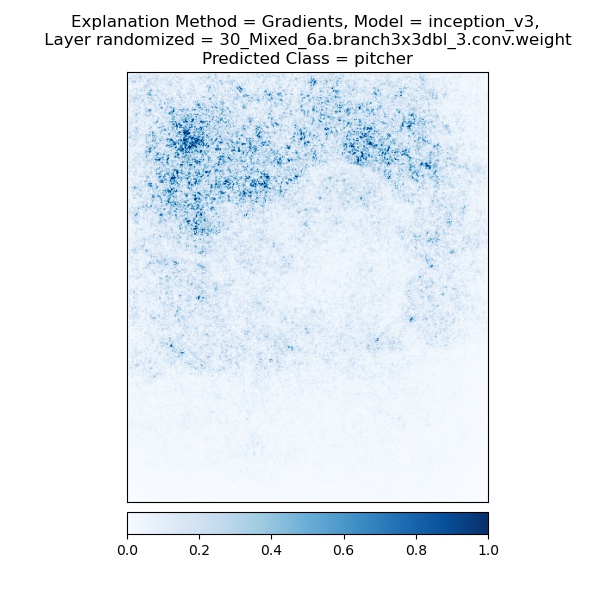 Explanation Method = Gradients, Model = inception_v3,
Layer randomized = 30_Mixed_6a.branch3x3dbl_3.conv.weight
Predicted Class = pitcher
0.0 0.2 0.4 0.6 0.8 1.0